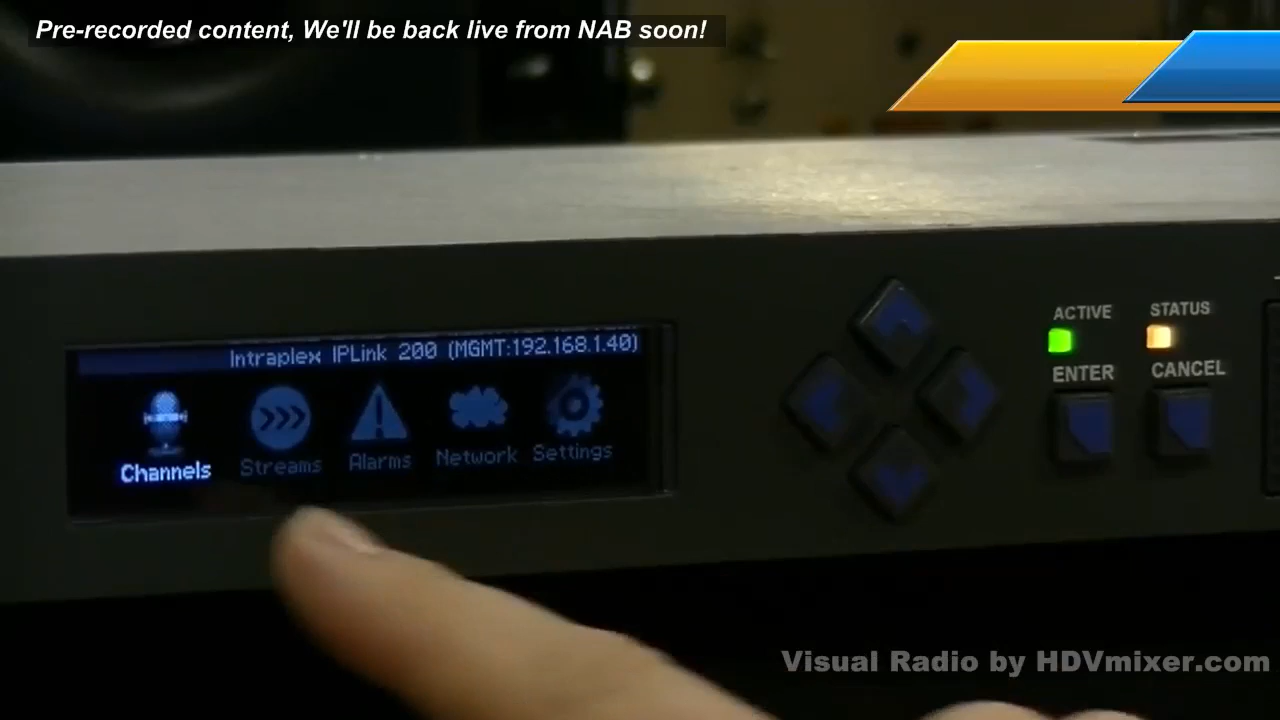 Pre-recorded content, We'll be back live from NAB soon!
Intraplex IPLink 200 (MGMT:192.168.1.40)
Channels Streams Alarms Network Settings
ACTIVE STATUS
ENTER CANCEL
Visual Radio by HDVmixer.com